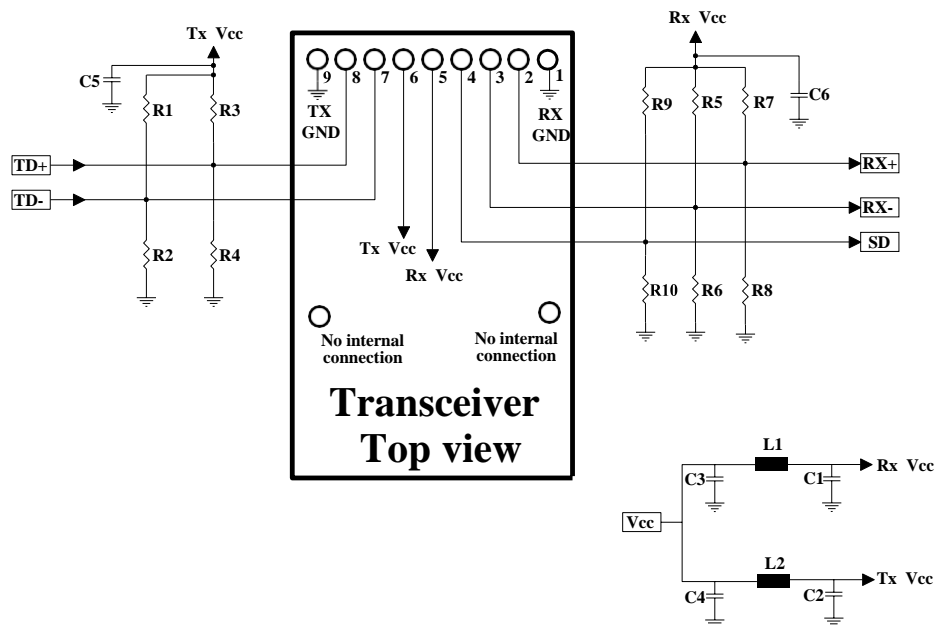 Tx Vcc
Rx Vcc
C5
R1
R3
9
8
7
6
5
4
3
2
1
TX
GND
RX
GND
R9
R5
R7
C6
TD+
TD-
RX+
RX-
SD
R2
R4
Tx Vcc
Rx Vcc
R10
R6
R8
No internal
connection
No internal
connection
Transceiver
Top view
L1
C3
C1
Rx Vcc
Vcc
L2
C4
C2
Tx Vcc